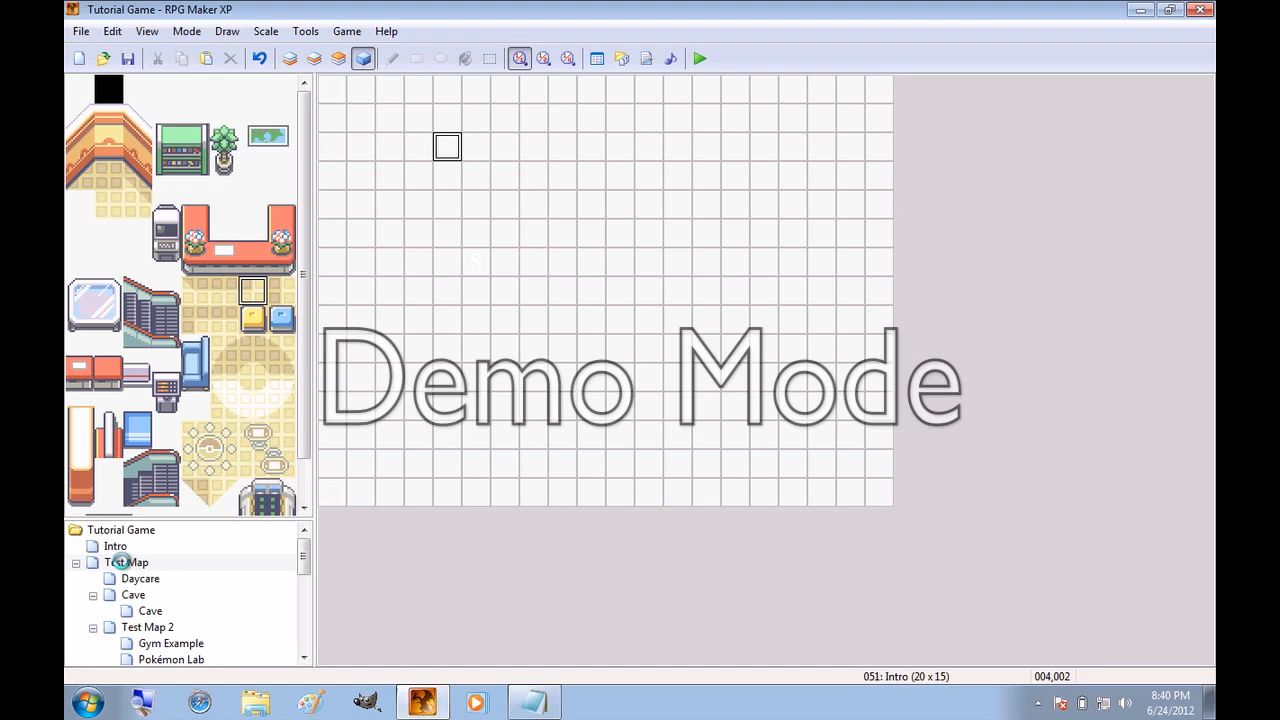 Tutorial Game - RPG Maker XP
File Edit View Mode Draw Scale Tools Game Help
S
Demo Mode
Tutorial Game
Intro
Test Map
Daycare
Cave
Cave
Test Map 2
Gym Example
Pokémon Lab
051: Intro (20 x 15) 004,002
8:40 PM
6/24/2012